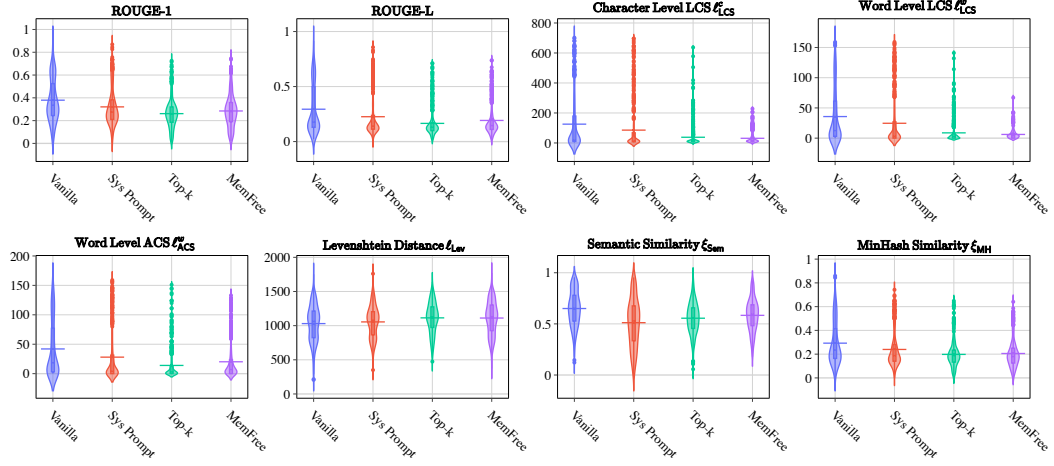 ROUGE-1
1
0.8
0.6
0.4
0.2
0
Vanilla
Sys Prompt
Top-k
MemFree
ROUGE-L
1
0.5
0
Vanilla
Sys Prompt
Top-k
MemFree
Character Level LCS ℓ^c_LCS
800
600
400
200
0
Vanilla
Sys Prompt
Top-k
MemFree
Word Level LCS ℓ^w_LCS
150
100
50
0
Vanilla
Sys Prompt
Top-k
MemFree
Word Level ACS ℓ^w_ACS
200
150
100
50
0
Vanilla
Sys Prompt
Top-k
MemFree
Levenshtein Distance ℓ_Lev
2000
1500
1000
500
0
Vanilla
Sys Prompt
Top-k
MemFree
Semantic Similarity ξ_Sem
1
0.5
0
Vanilla
Sys Prompt
Top-k
MemFree
MinHash Similarity ξ_MH
1
0.8
0.6
0.4
0.2
0
Vanilla
Sys Prompt
Top-k
MemFree